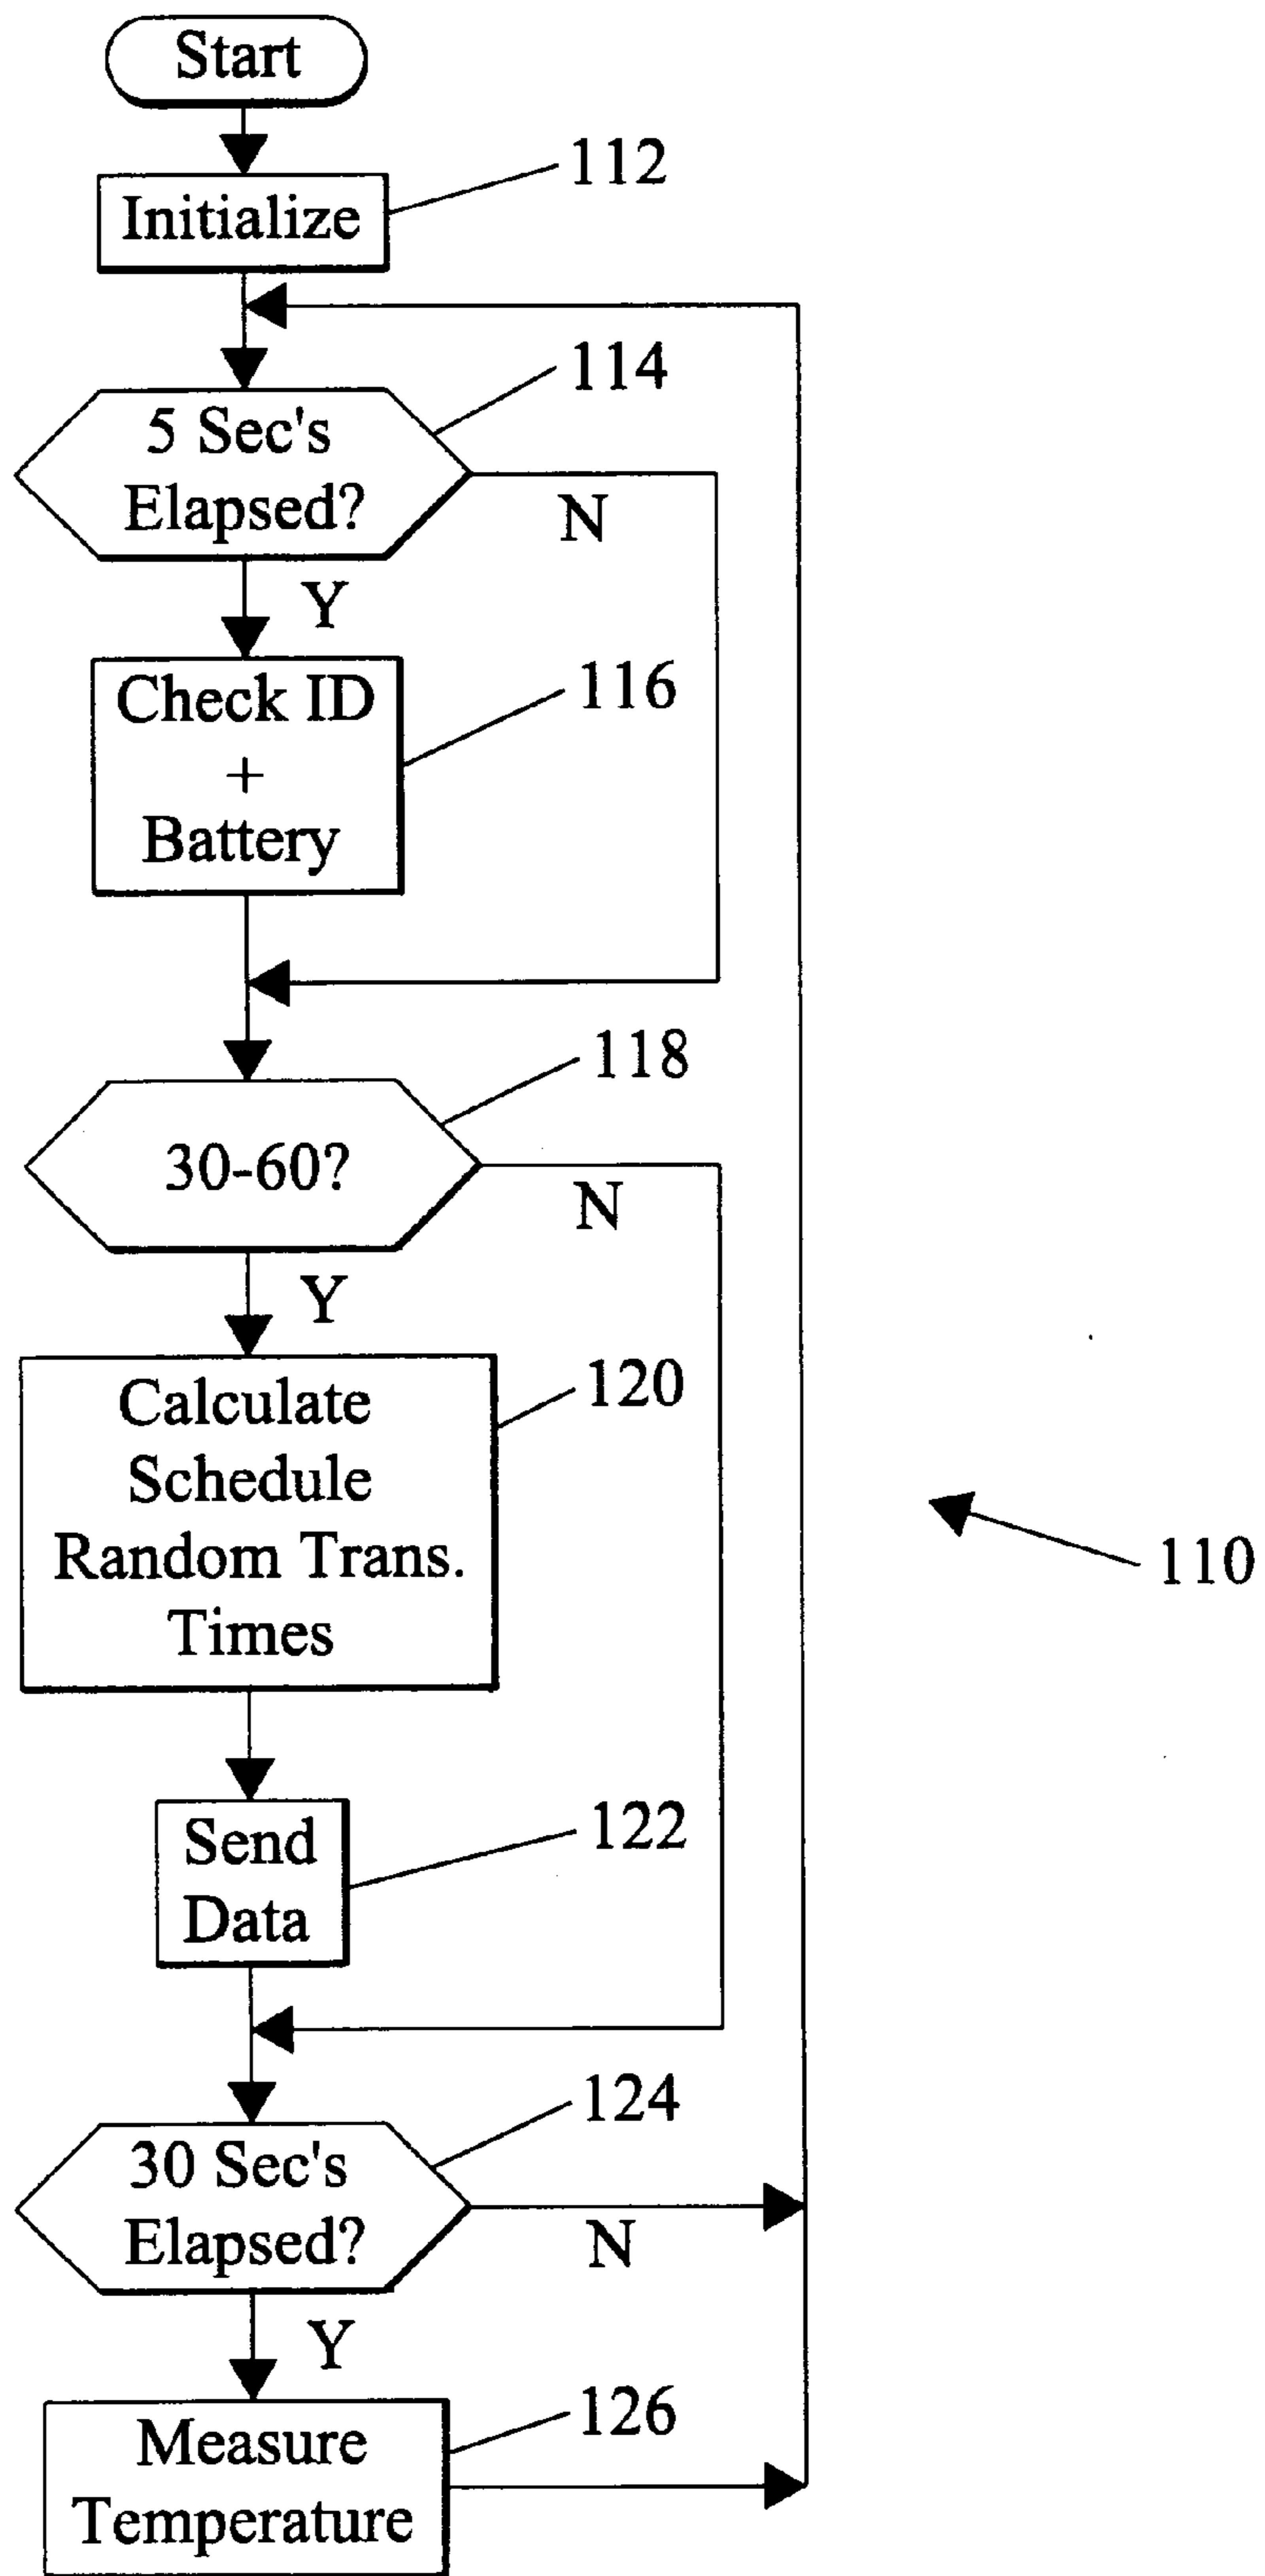 Start
112
Initialize
114
5 Sec's
Elapsed?
N
Y
116
Check ID
+
Battery
118
30-60?
N
Y
120
Calculate
Schedule
Random Trans.
Times
110
122
Send
Data
124
30 Sec's
Elapsed?
N
Y
126
Measure
Temperature